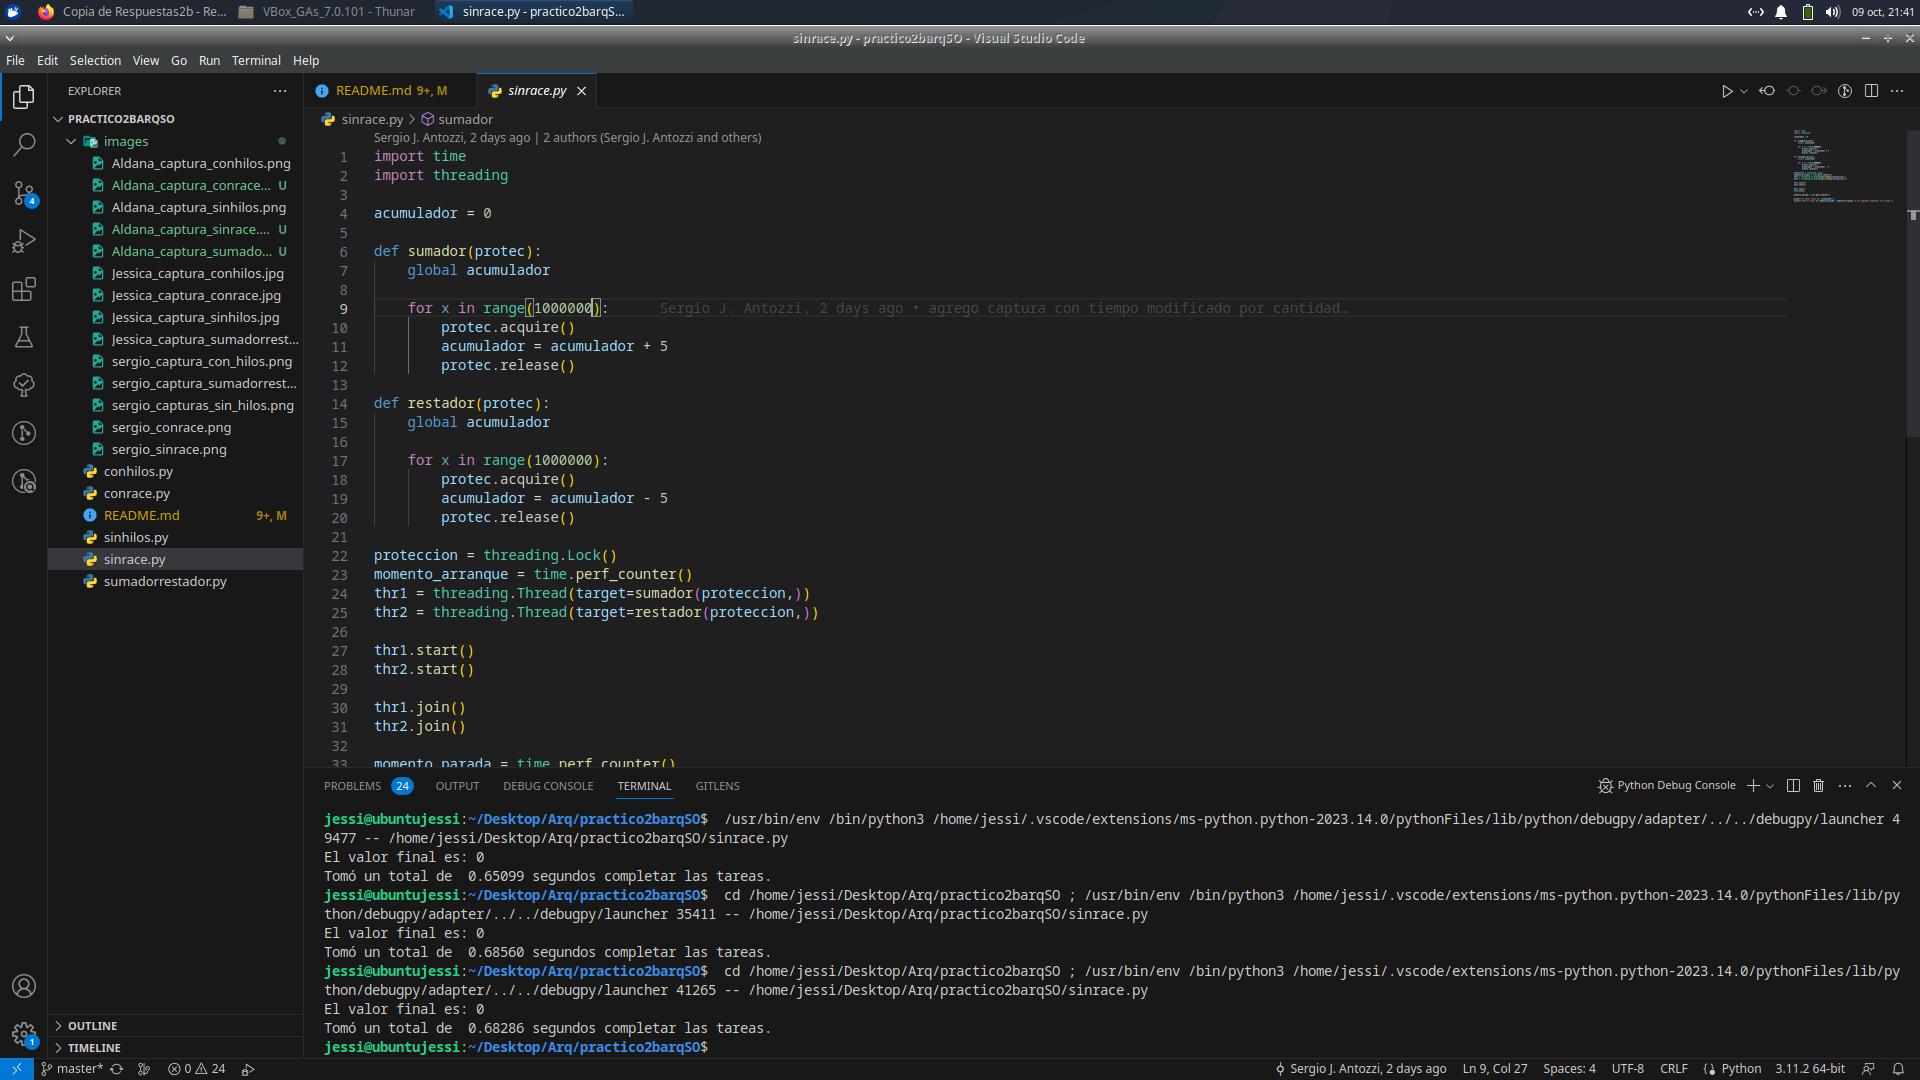 Copia de Respuestas2b - Re... VBox_GAs_7.0.101 - Thunar sinrace.py - practico2barqS... 09 oct, 21:41
sinrace.py - practico2barqSO - Visual Studio Code
File Edit Selection View Go Run Terminal Help
EXPLORER
README.md 9+, M sinrace.py
PRACTICO2BARQSO
images
Aldana_captura_conhilos.png
Aldana_captura_conrace... U
Aldana_captura_sinhilos.png
Aldana_captura_sinrace.... U
Aldana_captura_sumado... U
Jessica_captura_conhilos.jpg
Jessica_captura_conrace.jpg
Jessica_captura_sinhilos.jpg
Jessica_captura_sumadorrest...
sergio_captura_con_hilos.png
sergio_captura_sumadorrest...
sergio_capturas_sin_hilos.png
sergio_conrace.png
sergio_sinrace.png
conhilos.py
conrace.py
README.md 9+, M
sinhilos.py
sinrace.py
sumadorrestador.py
OUTLINE
TIMELINE
4
1
sinrace.py > sumador
Sergio J. Antozzi, 2 days ago | 2 authors (Sergio J. Antozzi and others)
1 import time
2 import threading
3
4 acumulador = 0
5
6 def sumador(protec):
7 global acumulador
8
9 for x in range(1000000): Sergio J. Antozzi, 2 days ago • agrego captura con tiempo modificado por cantidad…
10 protec.acquire()
11 acumulador = acumulador + 5
12 protec.release()
13
14 def restador(protec):
15 global acumulador
16
17 for x in range(1000000):
18 protec.acquire()
19 acumulador = acumulador - 5
20 protec.release()
21
22 proteccion = threading.Lock()
23 momento_arranque = time.perf_counter()
24 thr1 = threading.Thread(target=sumador(proteccion,))
25 thr2 = threading.Thread(target=restador(proteccion,))
26
27 thr1.start()
28 thr2.start()
29
30 thr1.join()
31 thr2.join()
32
33 momento_parada = time.perf_counter()
PROBLEMS 24 OUTPUT DEBUG CONSOLE TERMINAL GITLENS Python Debug Console
jessi@ubuntujessi:~/Desktop/Arq/practico2barqSO$ /usr/bin/env /bin/python3 /home/jessi/.vscode/extensions/ms-python.python-2023.14.0/pythonFiles/lib/python/debugpy/adapter/../../debugpy/launcher 4
9477 -- /home/jessi/Desktop/Arq/practico2barqSO/sinrace.py
El valor final es: 0
Tomó un total de  0.65099 segundos completar las tareas.
jessi@ubuntujessi:~/Desktop/Arq/practico2barqSO$ cd /home/jessi/Desktop/Arq/practico2barqSO ; /usr/bin/env /bin/python3 /home/jessi/.vscode/extensions/ms-python.python-2023.14.0/pythonFiles/lib/py
thon/debugpy/adapter/../../debugpy/launcher 35411 -- /home/jessi/Desktop/Arq/practico2barqSO/sinrace.py
El valor final es: 0
Tomó un total de  0.68560 segundos completar las tareas.
jessi@ubuntujessi:~/Desktop/Arq/practico2barqSO$ cd /home/jessi/Desktop/Arq/practico2barqSO ; /usr/bin/env /bin/python3 /home/jessi/.vscode/extensions/ms-python.python-2023.14.0/pythonFiles/lib/py
thon/debugpy/adapter/../../debugpy/launcher 41265 -- /home/jessi/Desktop/Arq/practico2barqSO/sinrace.py
El valor final es: 0
Tomó un total de  0.68286 segundos completar las tareas.
jessi@ubuntujessi:~/Desktop/Arq/practico2barqSO$
master* 0 24 Sergio J. Antozzi, 2 days ago Ln 9, Col 27 Spaces: 4 UTF-8 CRLF Python 3.11.2 64-bit